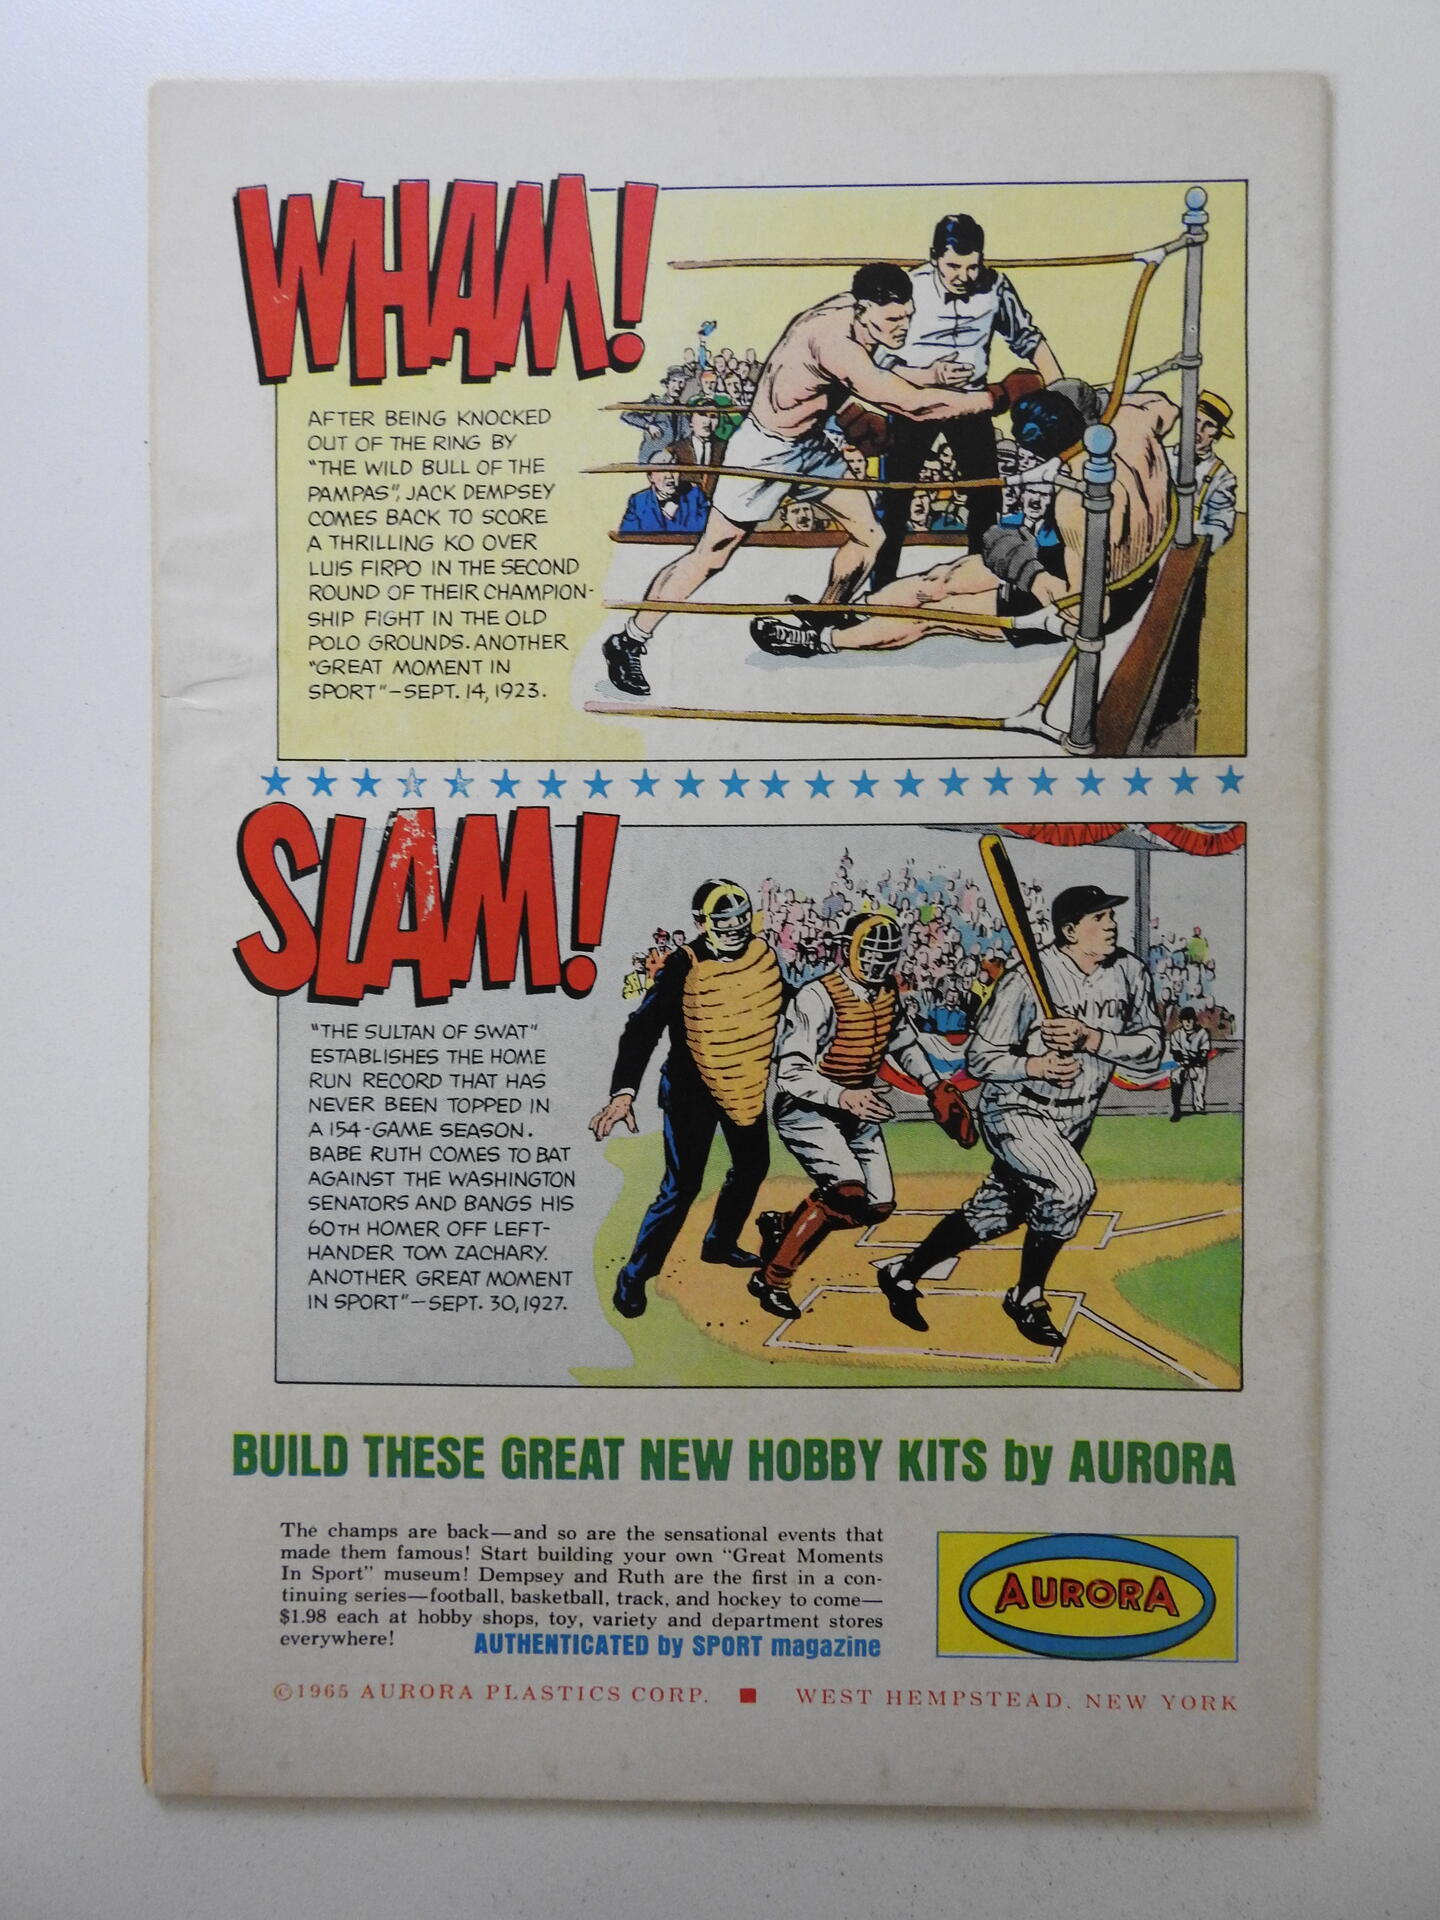 WHAM!
AFTER BEING KNOCKED
OUT OF THE RING BY
"THE WILD BULL OF THE
PAMPAS", JACK DEMPSEY
COMES BACK TO SCORE
A THRILLING KO OVER
LUIS FIRPO IN THE SECOND
ROUND OF THEIR CHAMPION-
SHIP FIGHT IN THE OLD
POLO GROUNDS. ANOTHER
"GREAT MOMENT IN
SPORT"—SEPT. 14, 1923.
SLAM!
"THE SULTAN OF SWAT"
ESTABLISHES THE HOME
RUN RECORD THAT HAS
NEVER BEEN TOPPED IN
A 154-GAME SEASON.
BABE RUTH COMES TO BAT
AGAINST THE WASHINGTON
SENATORS AND BANGS HIS
60TH HOMER OFF LEFT-
HANDER TOM ZACHARY.
ANOTHER GREAT MOMENT
IN SPORT"—SEPT. 30, 1927.
EW YORK
BUILD THESE GREAT NEW HOBBY KITS by AURORA
The champs are back—and so are the sensational events that
made them famous! Start building your own "Great Moments
In Sport" museum! Dempsey and Ruth are the first in a con-
tinuing series—football, basketball, track, and hockey to come—
$1.98 each at hobby shops, toy, variety and department stores
everywhere! AUTHENTICATED by SPORT magazine
AURORA
©1965 AURORA PLASTICS CORP. ■ WEST HEMPSTEAD, NEW YORK